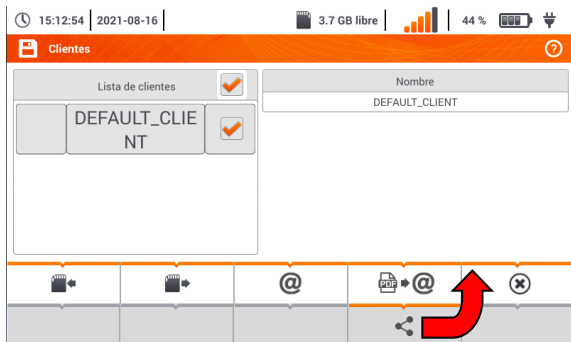 15:12:54 2021-08-16 3.7 GB libre 44 %
Clientes ?
Lista de clientes
DEFAULT_CLIE
NT
Nombre
DEFAULT_CLIENT
@ PDF @